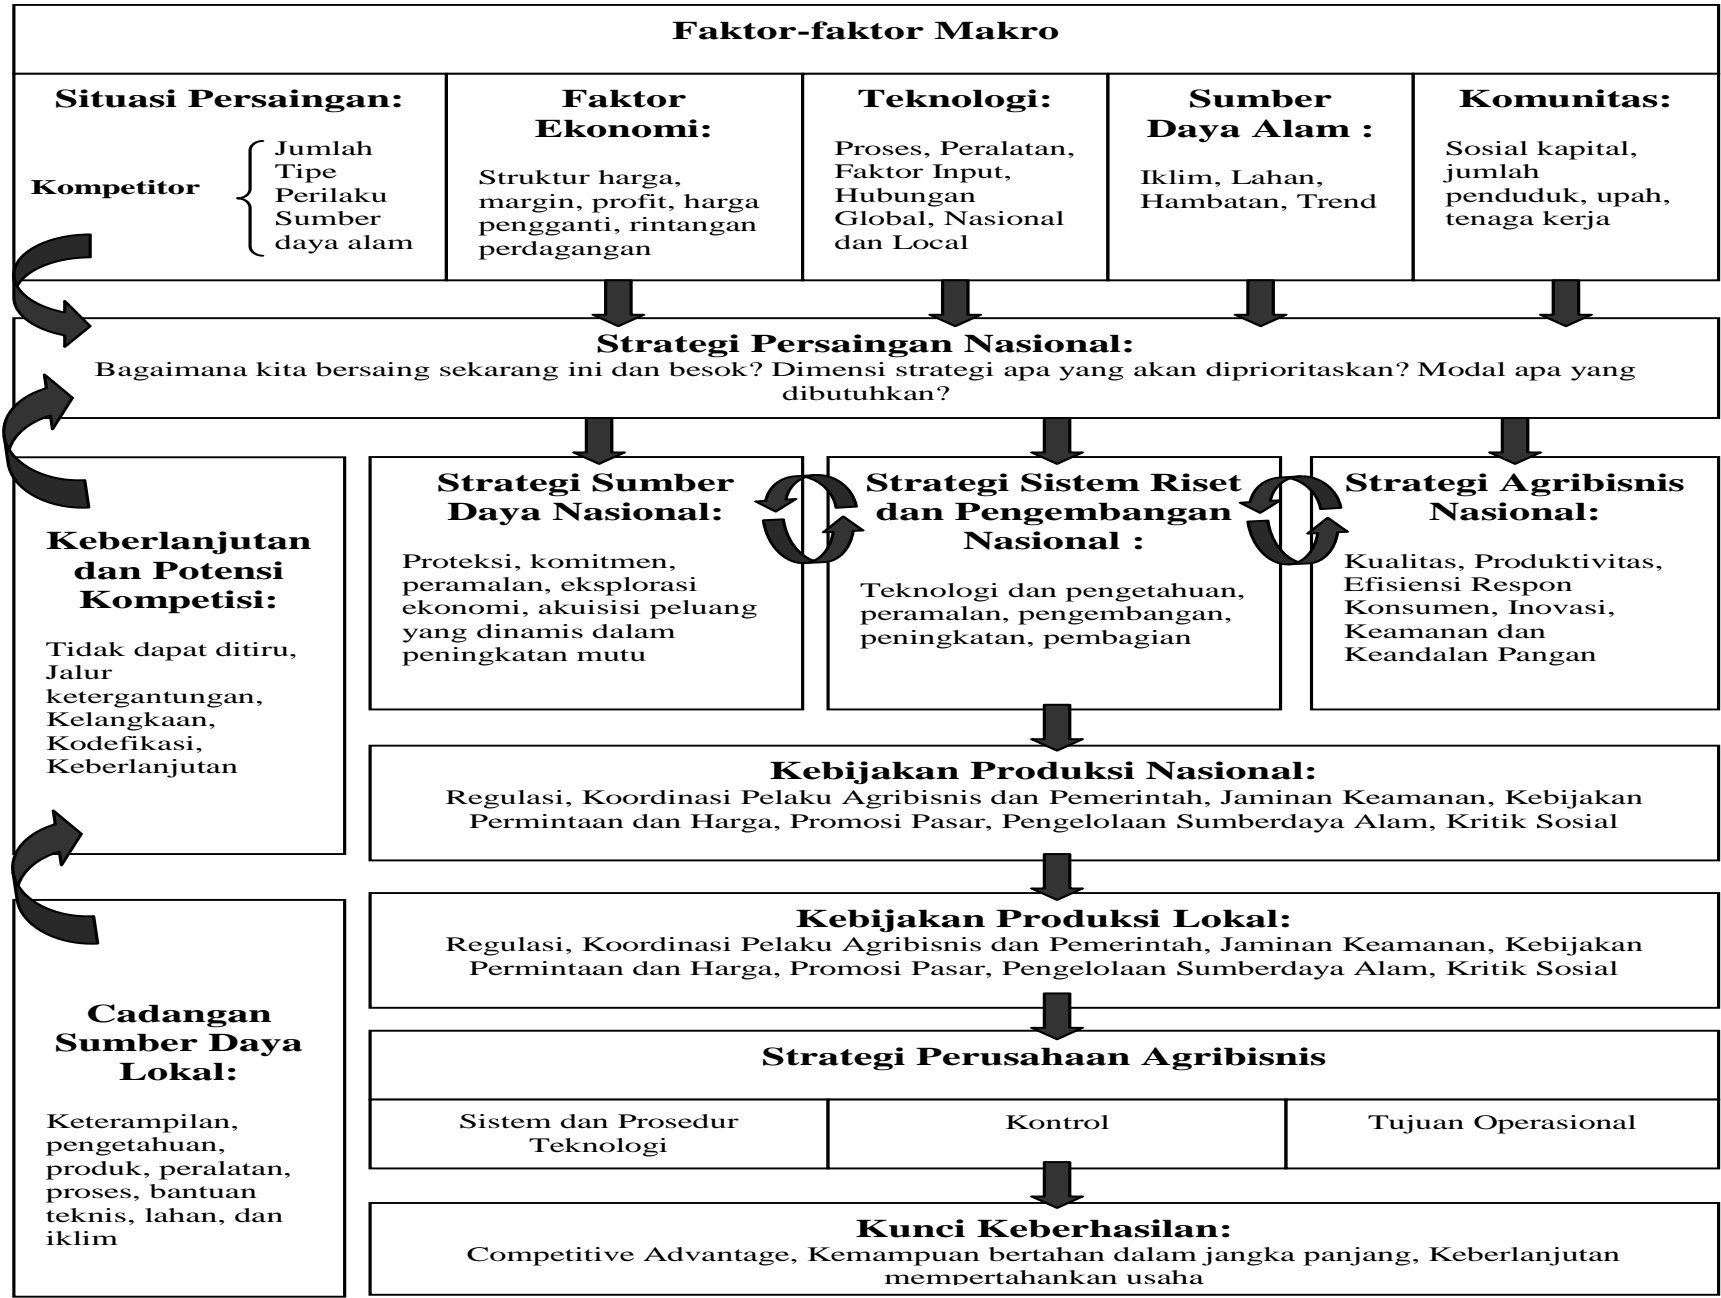 Faktor-faktor Makro
Situasi Persaingan:
Kompetitor
Jumlah
Tipe
Perilaku
Sumber
daya alam
Faktor
Ekonomi:
Struktur harga,
margin, profit, harga
pengganti, rintangan
perdagangan
Teknologi:
Proses, Peralatan,
Faktor Input,
Hubungan
Global, Nasional
dan Local
Sumber
Daya Alam :
Iklim, Lahan,
Hambatan, Trend
Komunitas:
Sosial kapital,
jumlah
penduduk, upah,
tenaga kerja
Strategi Persaingan Nasional:
Bagaimana kita bersaing sekarang ini dan besok? Dimensi strategi apa yang akan diprioritaskan? Modal apa yang
dibutuhkan?
Keberlanjutan
dan Potensi
Kompetisi:
Tidak dapat ditiru,
Jalur
ketergantungan,
Kelangkaan,
Kodefikasi,
Keberlanjutan
Strategi Sumber
Daya Nasional:
Proteksi, komitmen,
peramalan, eksplorasi
ekonomi, akuisisi peluang
yang dinamis dalam
peningkatan mutu
Strategi Sistem Riset
dan Pengembangan
Nasional :
Teknologi dan pengetahuan,
peramalan, pengembangan,
peningkatan, pembagian
Strategi Agribisnis
Nasional:
Kualitas, Produktivitas,
Efisiensi Respon
Konsumen, Inovasi,
Keamanan dan
Keandalan Pangan
Kebijakan Produksi Nasional:
Regulasi, Koordinasi Pelaku Agribisnis dan Pemerintah, Jaminan Keamanan, Kebijakan
Permintaan dan Harga, Promosi Pasar, Pengelolaan Sumberdaya Alam, Kritik Sosial
Kebijakan Produksi Lokal:
Regulasi, Koordinasi Pelaku Agribisnis dan Pemerintah, Jaminan Keamanan, Kebijakan
Permintaan dan Harga, Promosi Pasar, Pengelolaan Sumberdaya Alam, Kritik Sosial
Cadangan
Sumber Daya
Lokal:
Keterampilan,
pengetahuan,
produk, peralatan,
proses, bantuan
teknis, lahan, dan
iklim
Strategi Perusahaan Agribisnis
Sistem dan Prosedur
Teknologi
Kontrol
Tujuan Operasional
Kunci Keberhasilan:
Competitive Advantage, Kemampuan bertahan dalam jangka panjang, Keberlanjutan
mempertahankan usaha